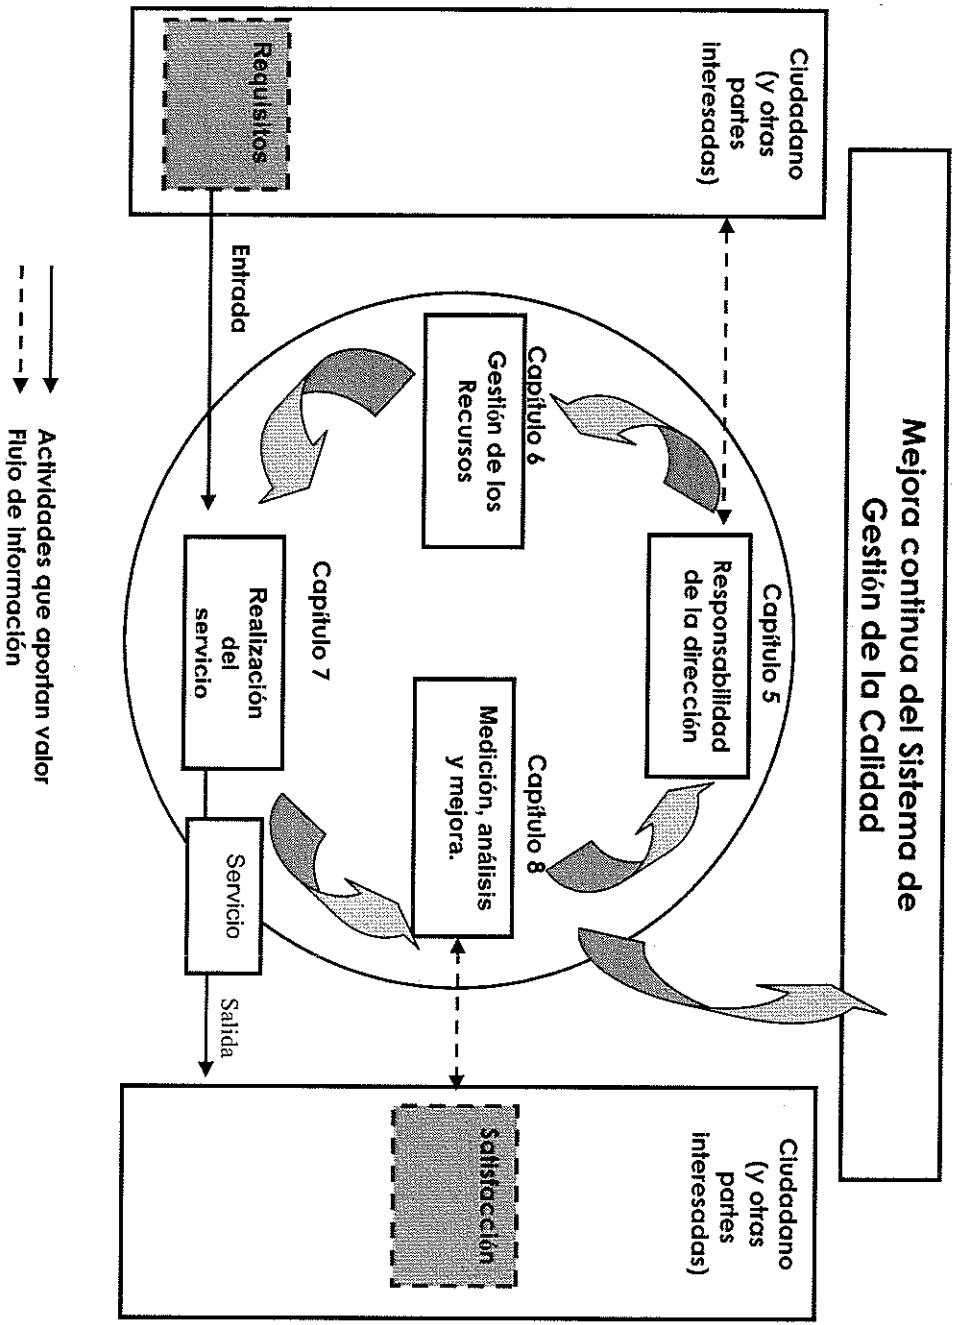 Mejora continua del Sistema de
Gestión de la Calidad
Ciudadano
(y otras
partes
interesadas)
Requisitos
Entrada
Capítulo 5
Responsabilidad
de la dirección
Capítulo 6
Gestión de los
Recursos
Capítulo 8
Medición, análisis
y mejora.
Capítulo 7
Realización
del
servicio
Servicio
Salida
Ciudadano
(y otras
partes
interesadas)
Satisfacción
Actividades que aportan valor
Flujo de información